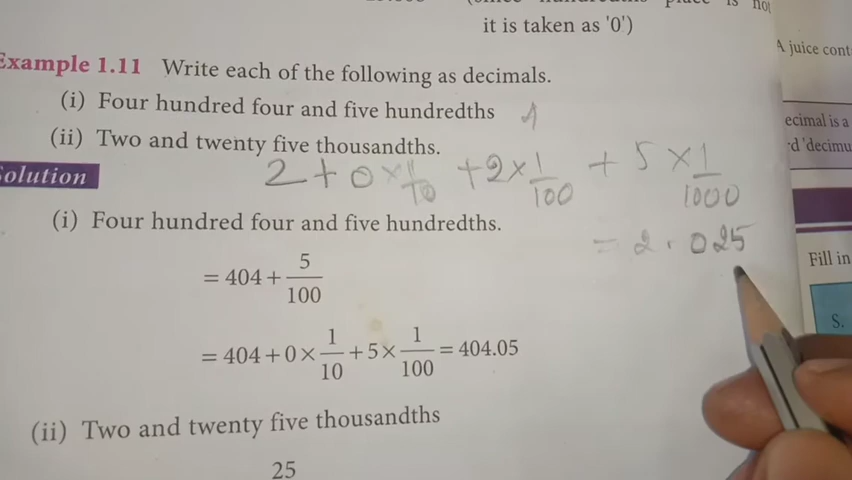 it is taken as '0')
Example 1.11 Write each of the following as decimals.
(i) Four hundred four and five hundredths
(ii) Two and twenty five thousandths.
2 + 0 × 1/10 + 2 × 1/100 + 5 × 1/1000
= 2.025
Solution
(i) Four hundred four and five hundredths.
= 404 + 5/100
= 404 + 0 × 1/10 + 5 × 1/100 = 404.05
(ii) Two and twenty five thousandths
25
A juice cont
ecimal is a
d 'decimu
Fill in
S.